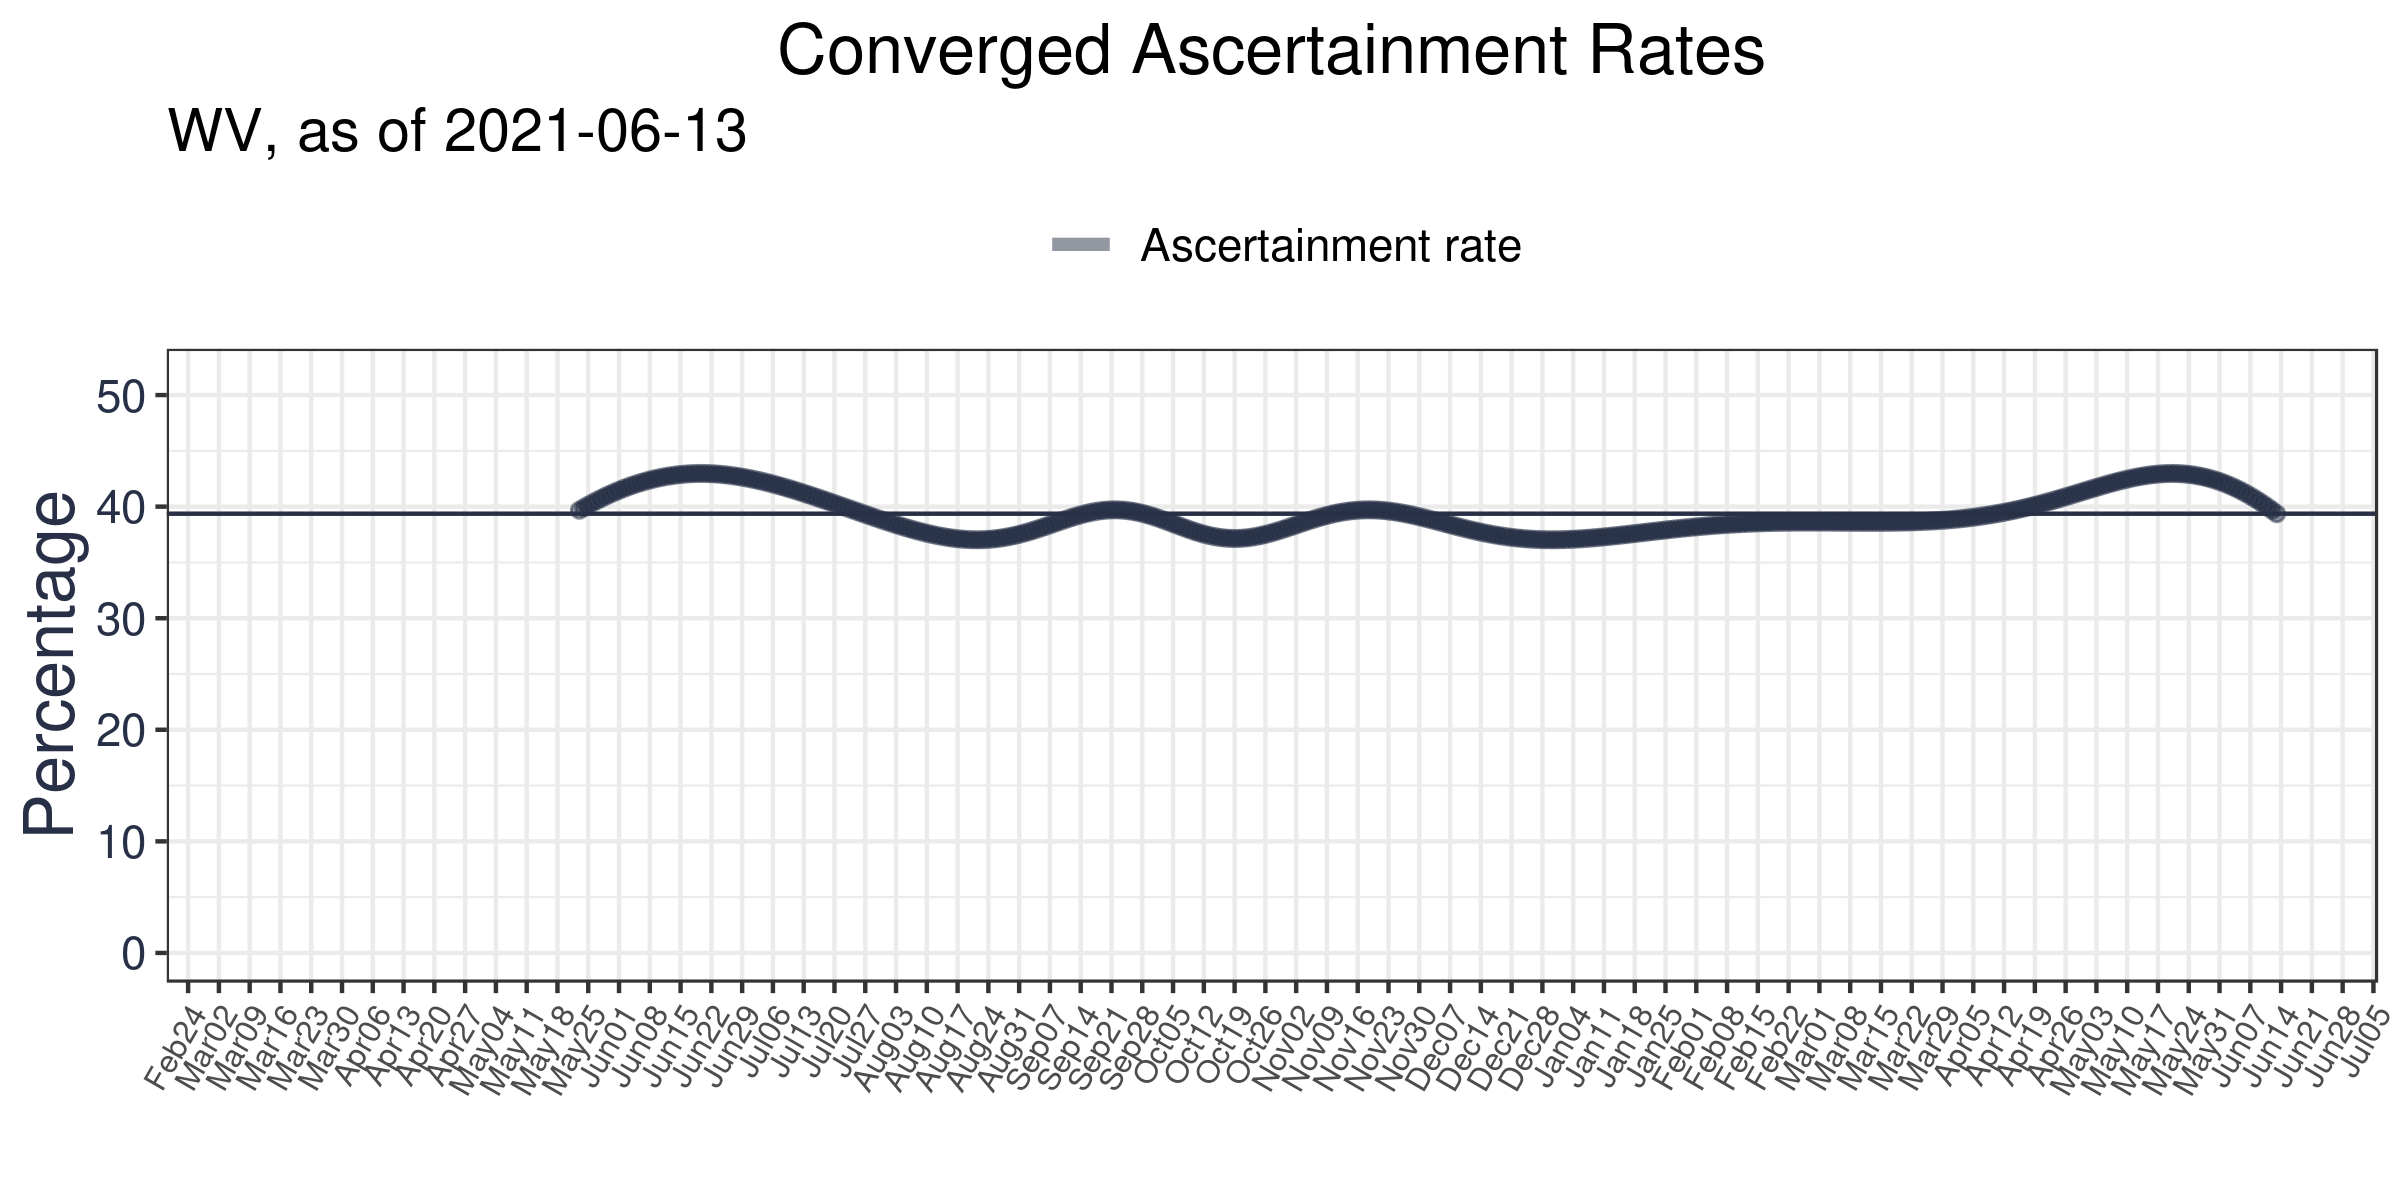 Converged Ascertainment Rates
WV, as of 2021-06-13
Ascertainment rate
Percentage
50
40
30
20
10
0
Feb24 Mar02 Mar09 Mar16 Mar23 Mar30 Apr06 Apr13 Apr20 Apr27 May04 May11 May18 May25 Jun01 Jun08 Jun15 Jun22 Jun29 Jul06 Jul13 Jul20 Jul27 Aug03 Aug10 Aug17 Aug24 Aug31 Sep07 Sep14 Sep21 Sep28 Oct05 Oct12 Oct19 Oct26 Nov02 Nov09 Nov16 Nov23 Nov30 Dec07 Dec14 Dec21 Dec28 Jan04 Jan11 Jan18 Jan25 Feb01 Feb08 Feb15 Feb22 Mar01 Mar08 Mar15 Mar22 Mar29 Apr05 Apr12 Apr19 Apr26 May03 May10 May17 May24 May31 Jun07 Jun14 Jun21 Jun28 Jul05